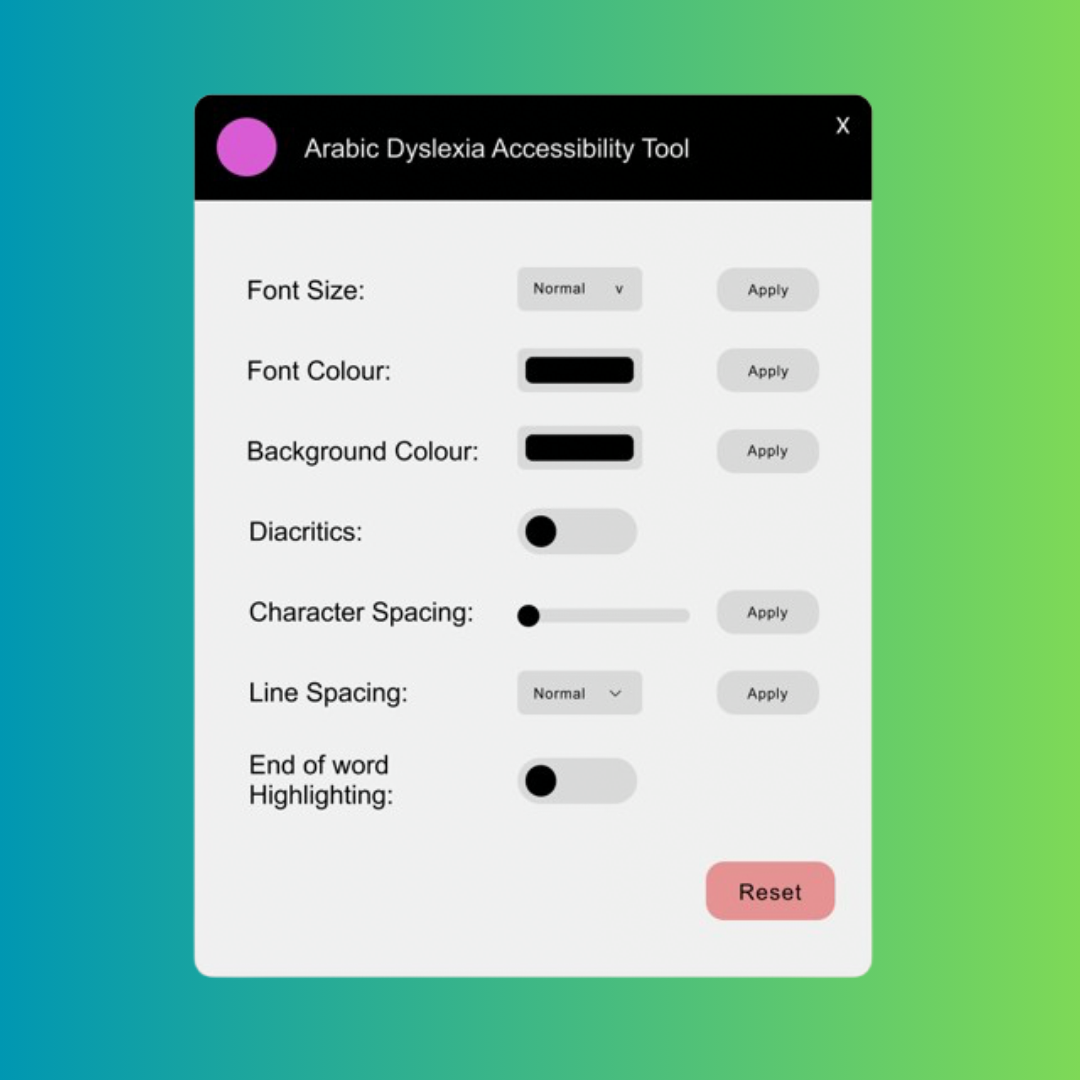 X
Arabic Dyslexia Accessibility Tool
Font Size: Normal v Apply
Font Colour: Apply
Background Colour: Apply
Diacritics:
Character Spacing: Apply
Line Spacing: Normal Apply
End of word
Highlighting:
Reset